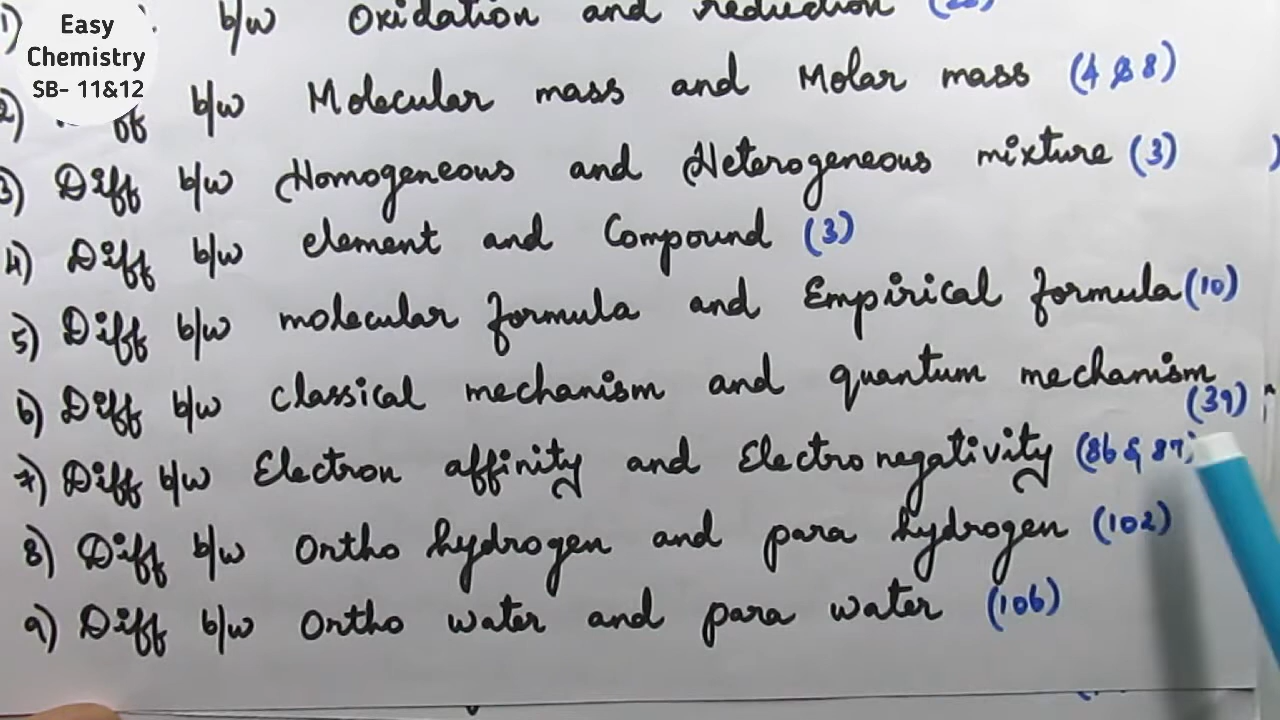 Easy
Chemistry
SB- 11&12
1) b/w Oxidation and reduction
2) Diff b/w Molecular mass and Molar mass (4 & 8)
3) Diff b/w Homogeneous and Heterogeneous mixture (3)
4) Diff b/w element and Compound (3)
5) Diff b/w molecular formula and Empirical formula (10)
6) Diff b/w classical mechanism and quantum mechanism
(39)
7) Diff b/w Electron affinity and Electronegativity (86 & 87)
8) Diff b/w Ortho hydrogen and para hydrogen (102)
9) Diff b/w Ortho water and para water (106)